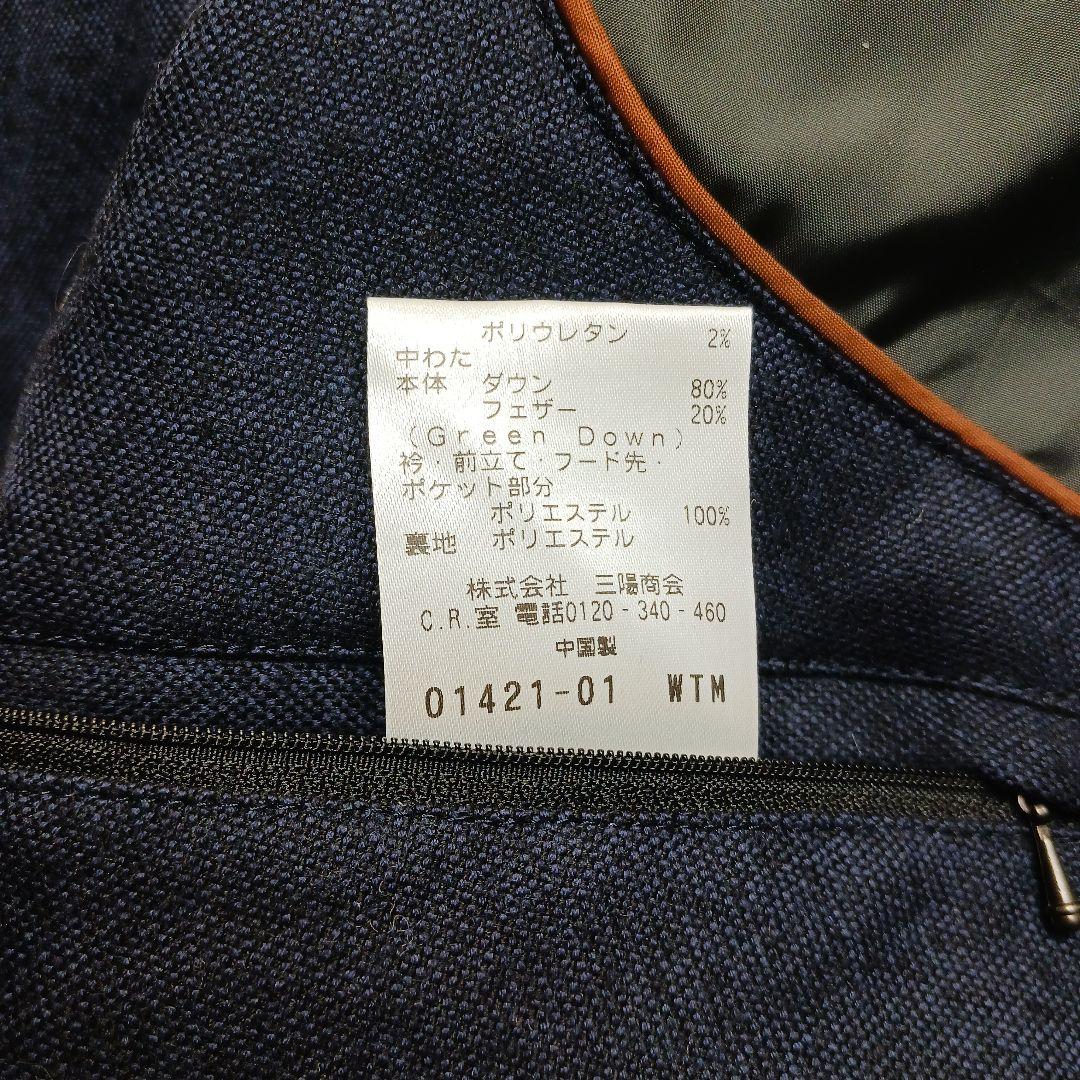 ポリウレタン 2%
中わた
本体 ダウン 80%
フェザー 20%
(Green Down)
衿・前立て・フード先・
ポケット部分
ポリエステル 100%
裏地 ポリエステル
株式会社 三陽商会
C.R.室 電話0120-340-460
中国製
01421-01 WTM